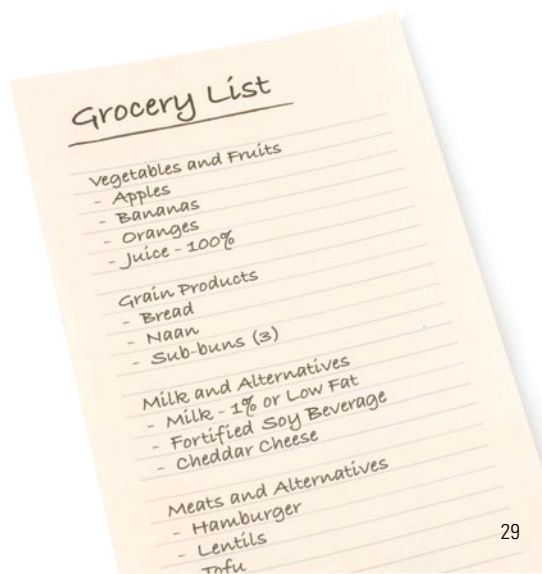 Grocery List
Vegetables and Fruits
- Apples
- Bananas
- Oranges
- Juice - 100%
Grain Products
- Bread
- Naan
- Sub-buns (3)
Milk and Alternatives
- Milk - 1% or Low Fat
- Fortified Soy Beverage
- Cheddar Cheese
Meats and Alternatives
- Hamburger
- Lentils
Tofu
29